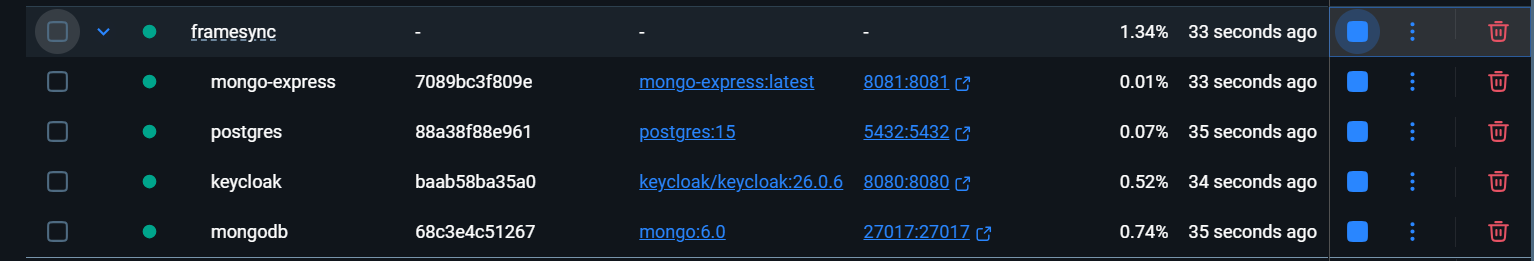 framesync - - - 1.34% 33 seconds ago
mongo-express 7089bc3f809e mongo-express:latest 8081:8081 0.01% 33 seconds ago
postgres 88a38f88e961 postgres:15 5432:5432 0.07% 35 seconds ago
keycloak baab58ba35a0 keycloak/keycloak:26.0.6 8080:8080 0.52% 34 seconds ago
mongodb 68c3e4c51267 mongo:6.0 27017:27017 0.74% 35 seconds ago